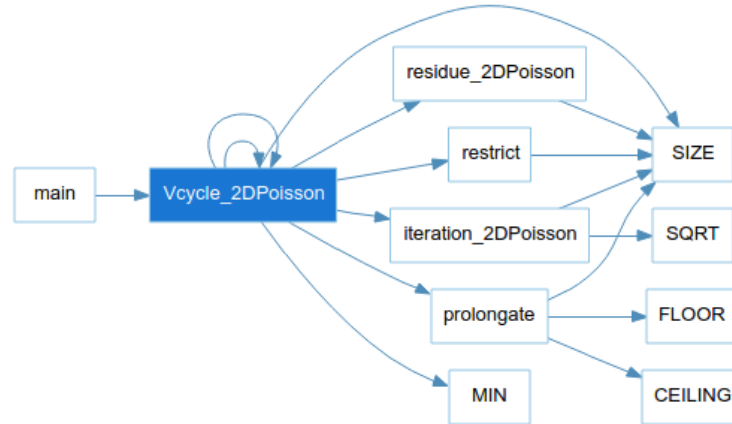 residue_2DPoisson
restrict
SIZE
main
Vcycle_2DPoisson
iteration_2DPoisson
SQRT
prolongate
FLOOR
MIN
CEILING